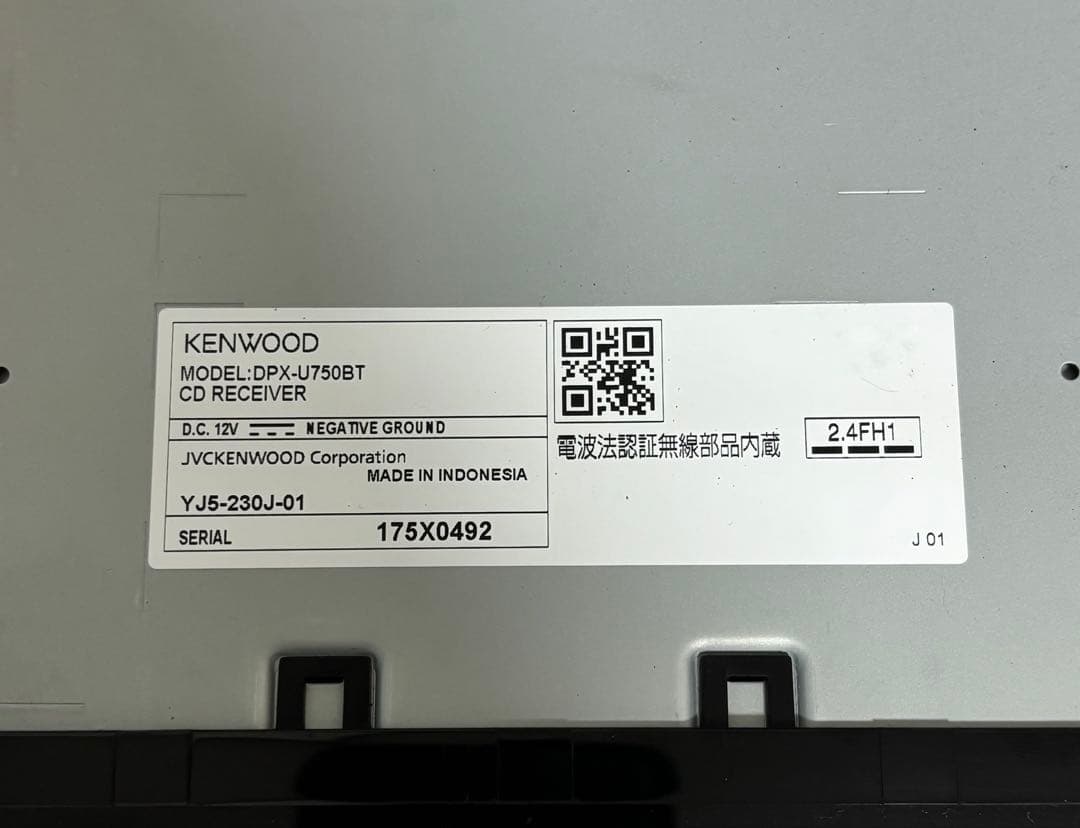 KENWOOD
MODEL:DPX-U750BT
CD RECEIVER
D.C. 12V NEGATIVE GROUND
JVCKENWOOD Corporation
MADE IN INDONESIA
YJ5-230J-01
SERIAL 175X0492
電波法認証無線部品内蔵
2.4FH1
J 01